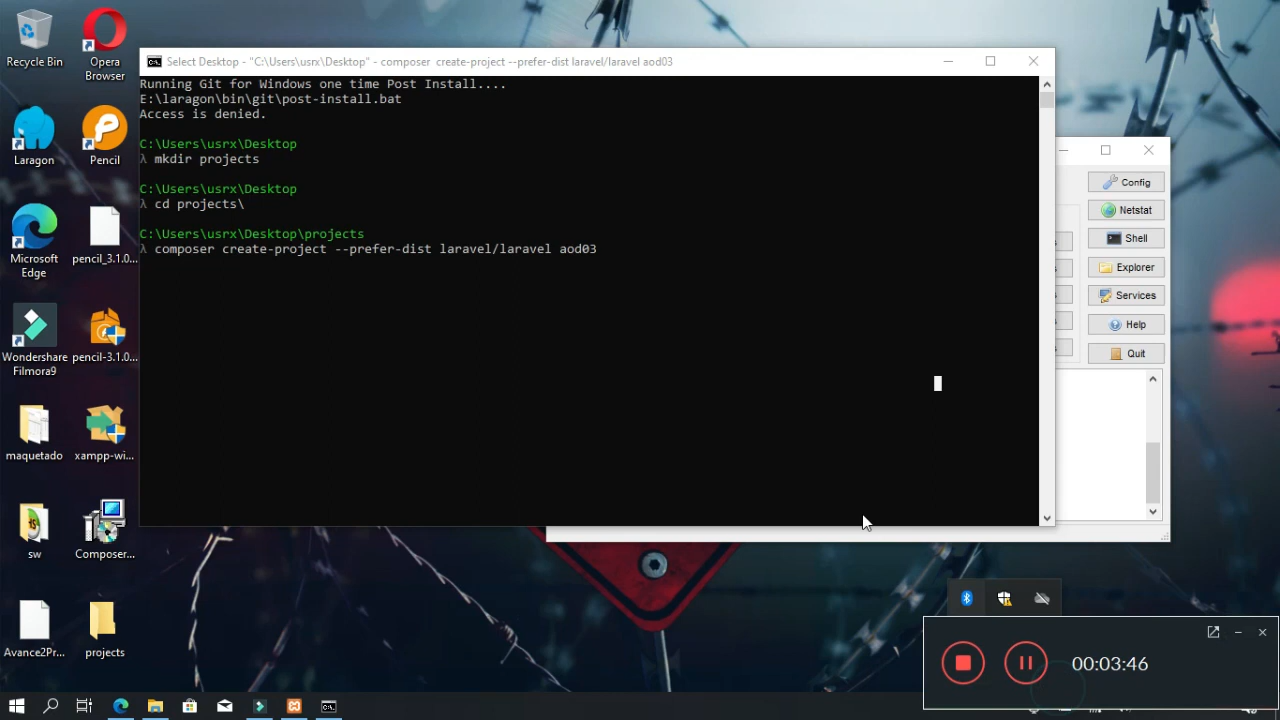 Recycle Bin
Opera Browser
Laragon
Pencil
Microsoft Edge
pencil_3.1.0...
Wondershare Filmora9
pencil-3.1.0...
maquetado
xampp-wi...
sw
Composer...
Avance2Pr...
projects
Select Desktop - "C:\Users\usrx\Desktop" - composer create-project --prefer-dist laravel/laravel aod03
Running Git for Windows one time Post Install....
E:\laragon\bin\git\post-install.bat
Access is denied.
C:\Users\usrx\Desktop
λ mkdir projects
C:\Users\usrx\Desktop
λ cd projects\
C:\Users\usrx\Desktop\projects
λ composer create-project --prefer-dist laravel/laravel aod03
Config
Netstat
Shell
Explorer
Services
Help
Quit
00:03:46